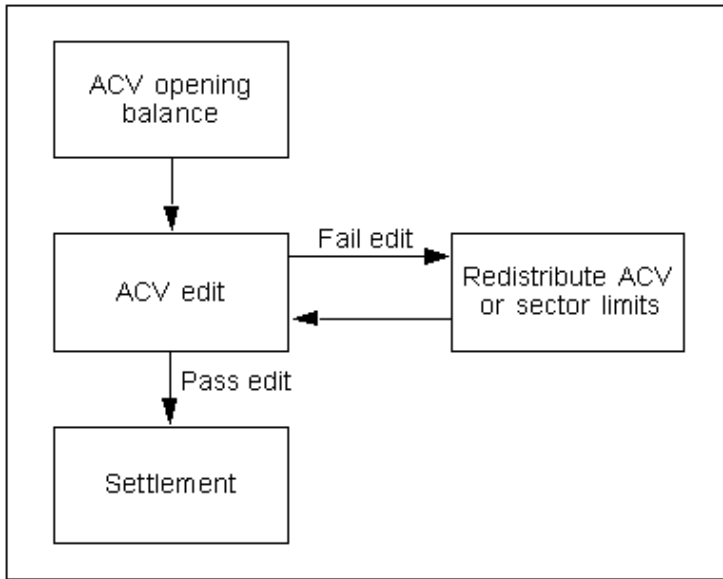 ACV opening
balance
Fail edit
ACV edit
Redistribute ACV
or sector limits
Pass edit
Settlement